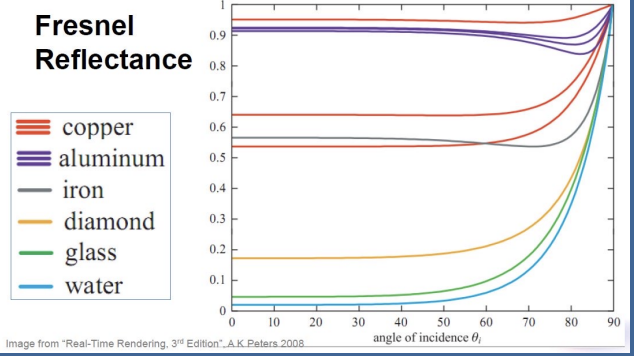 Fresnel
Reflectance
copper
aluminum
iron
diamond
glass
water
1
0.9
0.8
0.7
0.6
0.5
0.4
0.3
0.2
0.1
0
0 10 20 30 40 50 60 70 80 90
angle of incidence θi
Image from “Real-Time Rendering, 3rd Edition”, A.K.Peters 2008